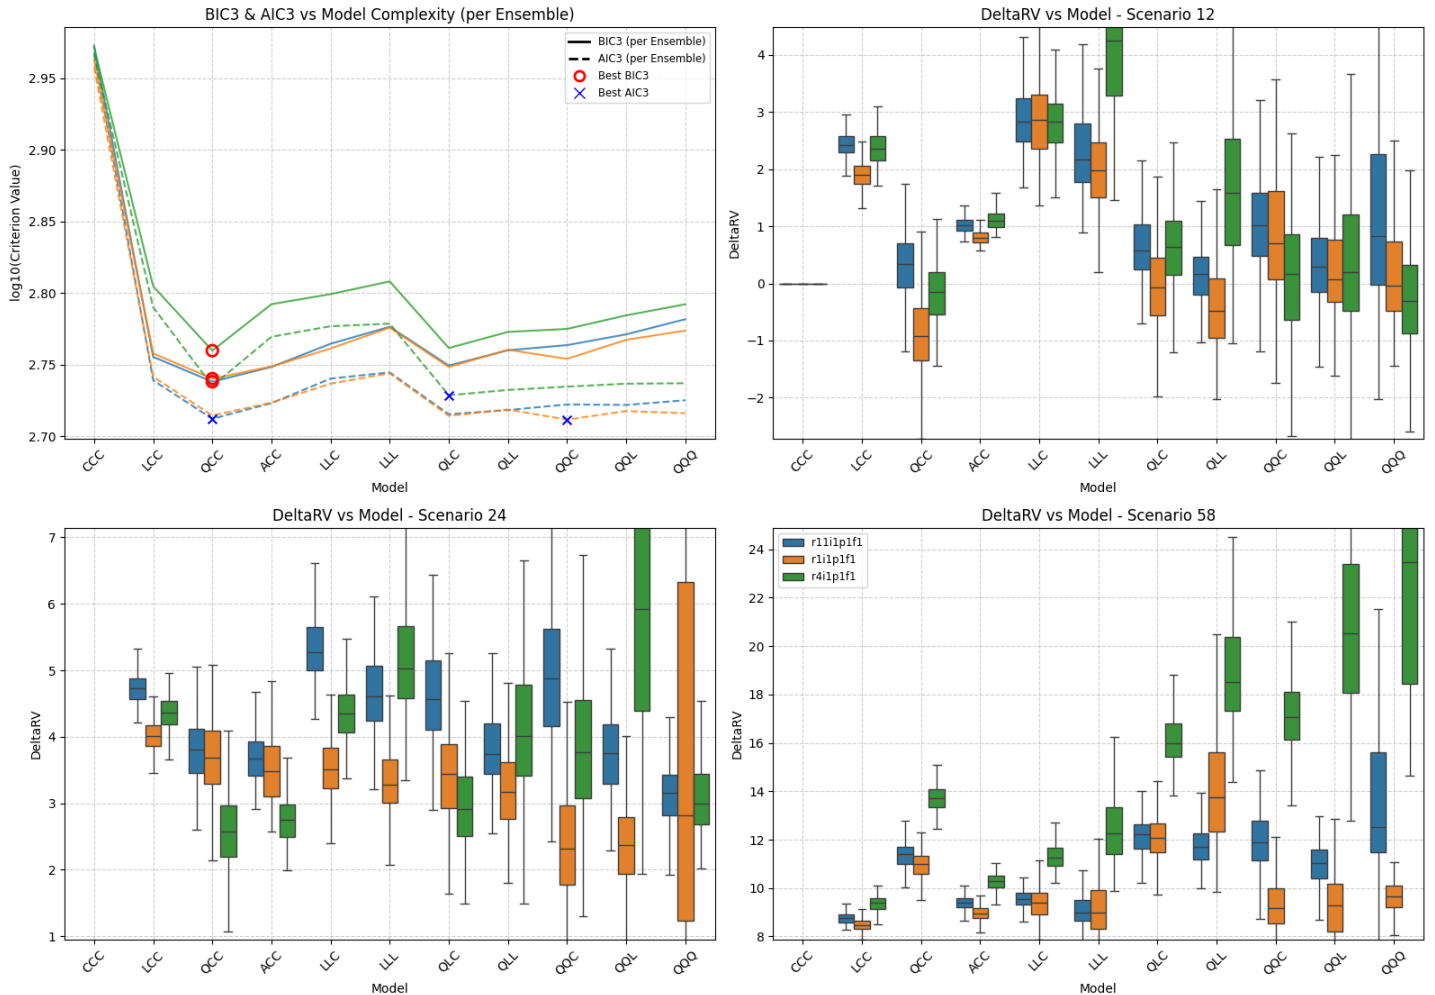 BIC3 & AIC3 vs Model Complexity (per Ensemble)
log10(Criterion Value)
2.95
2.90
2.85
2.80
2.75
2.70
BIC3 (per Ensemble)
AIC3 (per Ensemble)
Best BIC3
Best AIC3
CCC LCC QCC ACC LLC LLL QLC QLL QQC QQL QQQ
Model
DeltaRV vs Model - Scenario 12
DeltaRV
4
3
2
1
0
−1
−2
CCC LCC QCC ACC LLC LLL QLC QLL QQC QQL QQQ
Model
DeltaRV vs Model - Scenario 24
DeltaRV
7
6
5
4
3
2
1
CCC LCC QCC ACC LLC LLL QLC QLL QQC QQL QQQ
Model
DeltaRV vs Model - Scenario 58
DeltaRV
24
22
20
18
16
14
12
10
8
r11i1p1f1
r1i1p1f1
r4i1p1f1
CCC LCC QCC ACC LLC LLL QLC QLL QQC QQL QQQ
Model